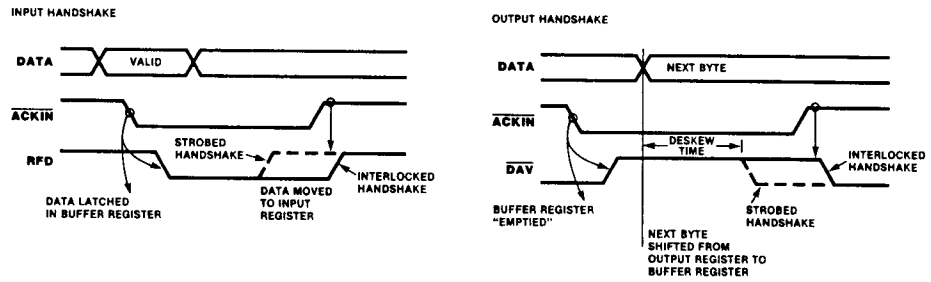 INPUT HANDSHAKE
DATA
VALID
ACKIN
RFD
STROBED
HANDSHAKE
DATA MOVED
TO INPUT
REGISTER
INTERLOCKED
HANDSHAKE
DATA LATCHED
IN BUFFER REGISTER
OUTPUT HANDSHAKE
DATA
NEXT BYTE
ACKIN
DESKEW
TIME
DAV
INTERLOCKED
HANDSHAKE
BUFFER REGISTER
"EMPTIED"
STROBED
HANDSHAKE
NEXT BYTE
SHIFTED FROM
OUTPUT REGISTER TO
BUFFER REGISTER